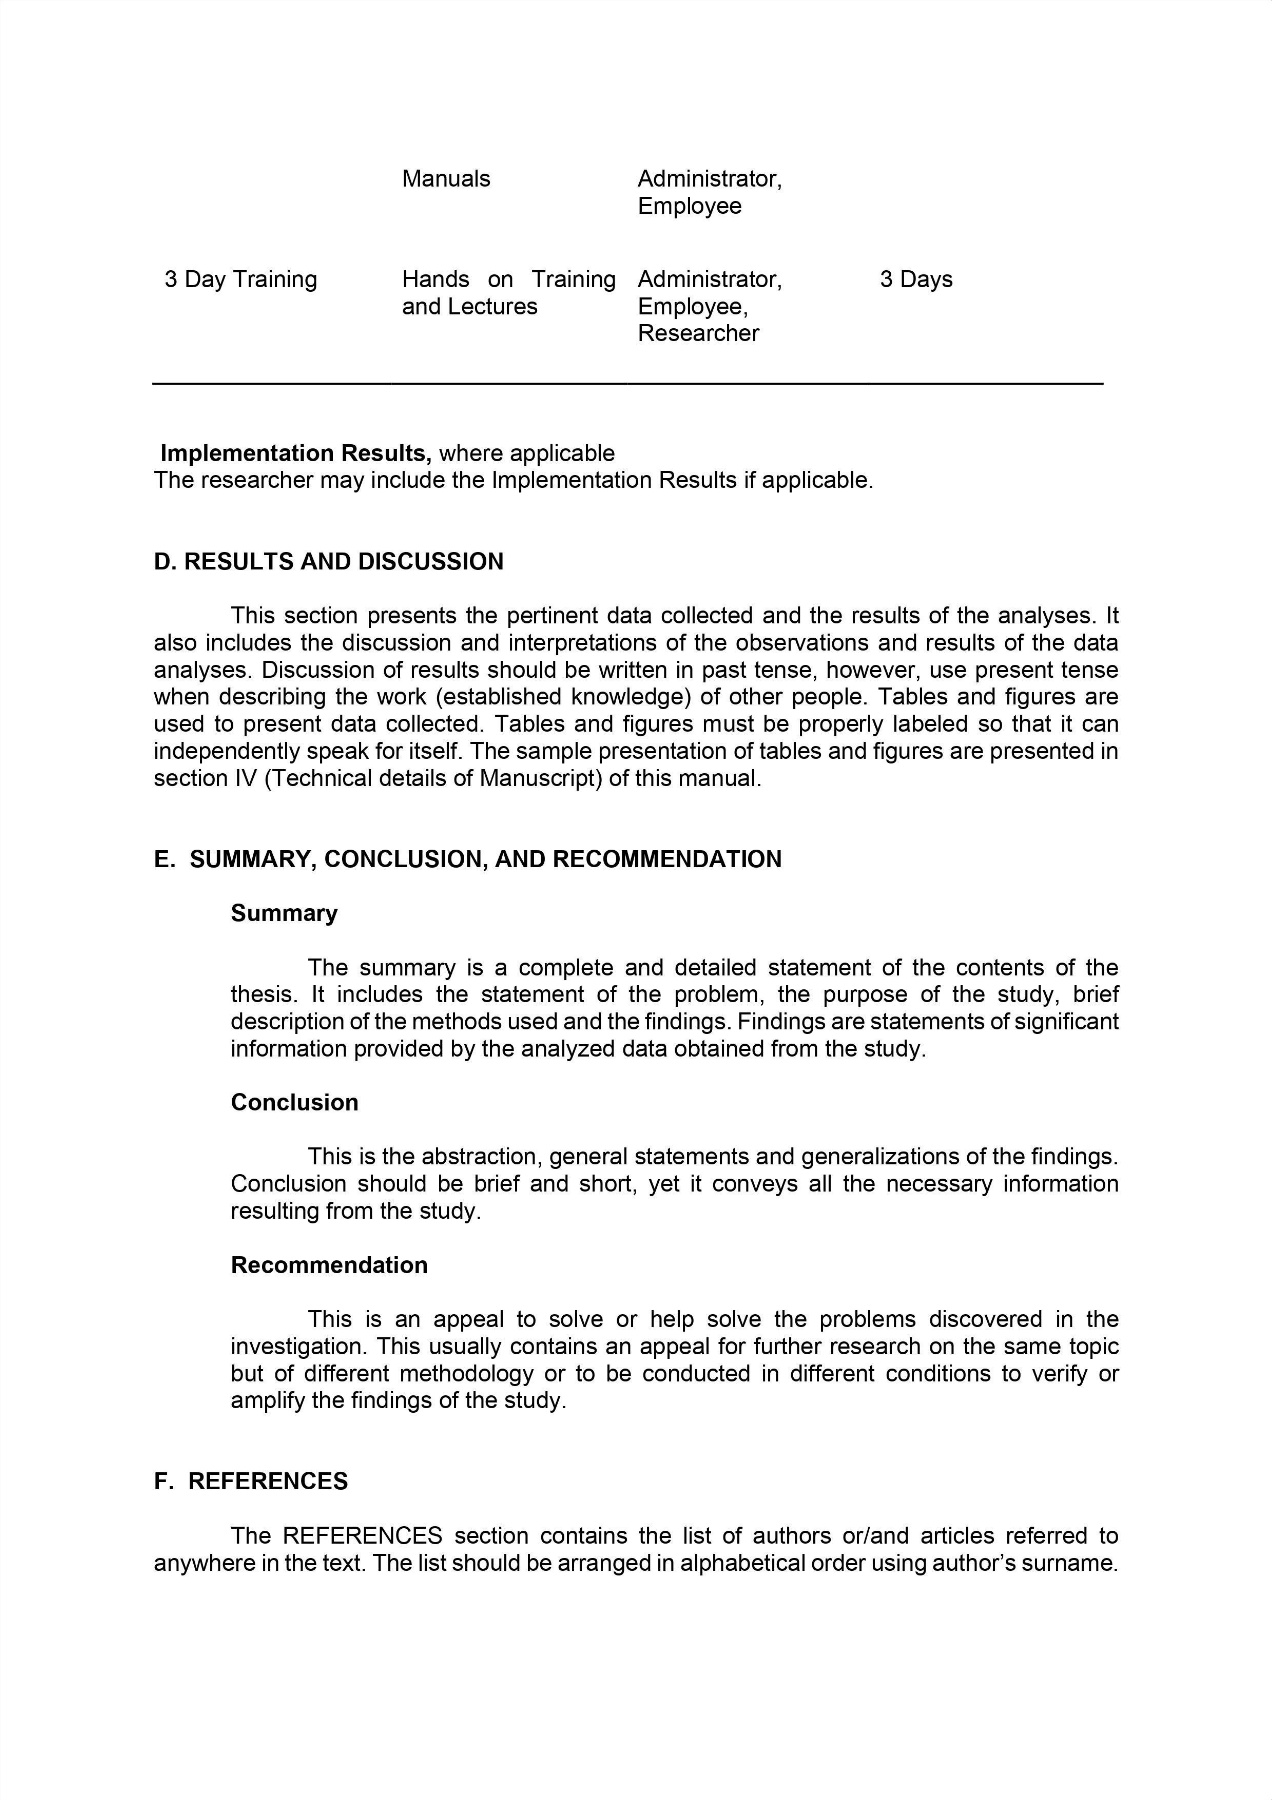 Manuals Administrator,
Employee
3 Day Training Hands on Training Administrator, 3 Days
and Lectures Employee,
Researcher
Implementation Results, where applicable
The researcher may include the Implementation Results if applicable.
D. RESULTS AND DISCUSSION
This section presents the pertinent data collected and the results of the analyses. It
also includes the discussion and interpretations of the observations and results of the data
analyses. Discussion of results should be written in past tense, however, use present tense
when describing the work (established knowledge) of other people. Tables and figures are
used to present data collected. Tables and figures must be properly labeled so that it can
independently speak for itself. The sample presentation of tables and figures are presented in
section IV (Technical details of Manuscript) of this manual.
E. SUMMARY, CONCLUSION, AND RECOMMENDATION
Summary
The summary is a complete and detailed statement of the contents of the
thesis. It includes the statement of the problem, the purpose of the study, brief
description of the methods used and the findings. Findings are statements of significant
information provided by the analyzed data obtained from the study.
Conclusion
This is the abstraction, general statements and generalizations of the findings.
Conclusion should be brief and short, yet it conveys all the necessary information
resulting from the study.
Recommendation
This is an appeal to solve or help solve the problems discovered in the
investigation. This usually contains an appeal for further research on the same topic
but of different methodology or to be conducted in different conditions to verify or
amplify the findings of the study.
F. REFERENCES
The REFERENCES section contains the list of authors or/and articles referred to
anywhere in the text. The list should be arranged in alphabetical order using author’s surname.